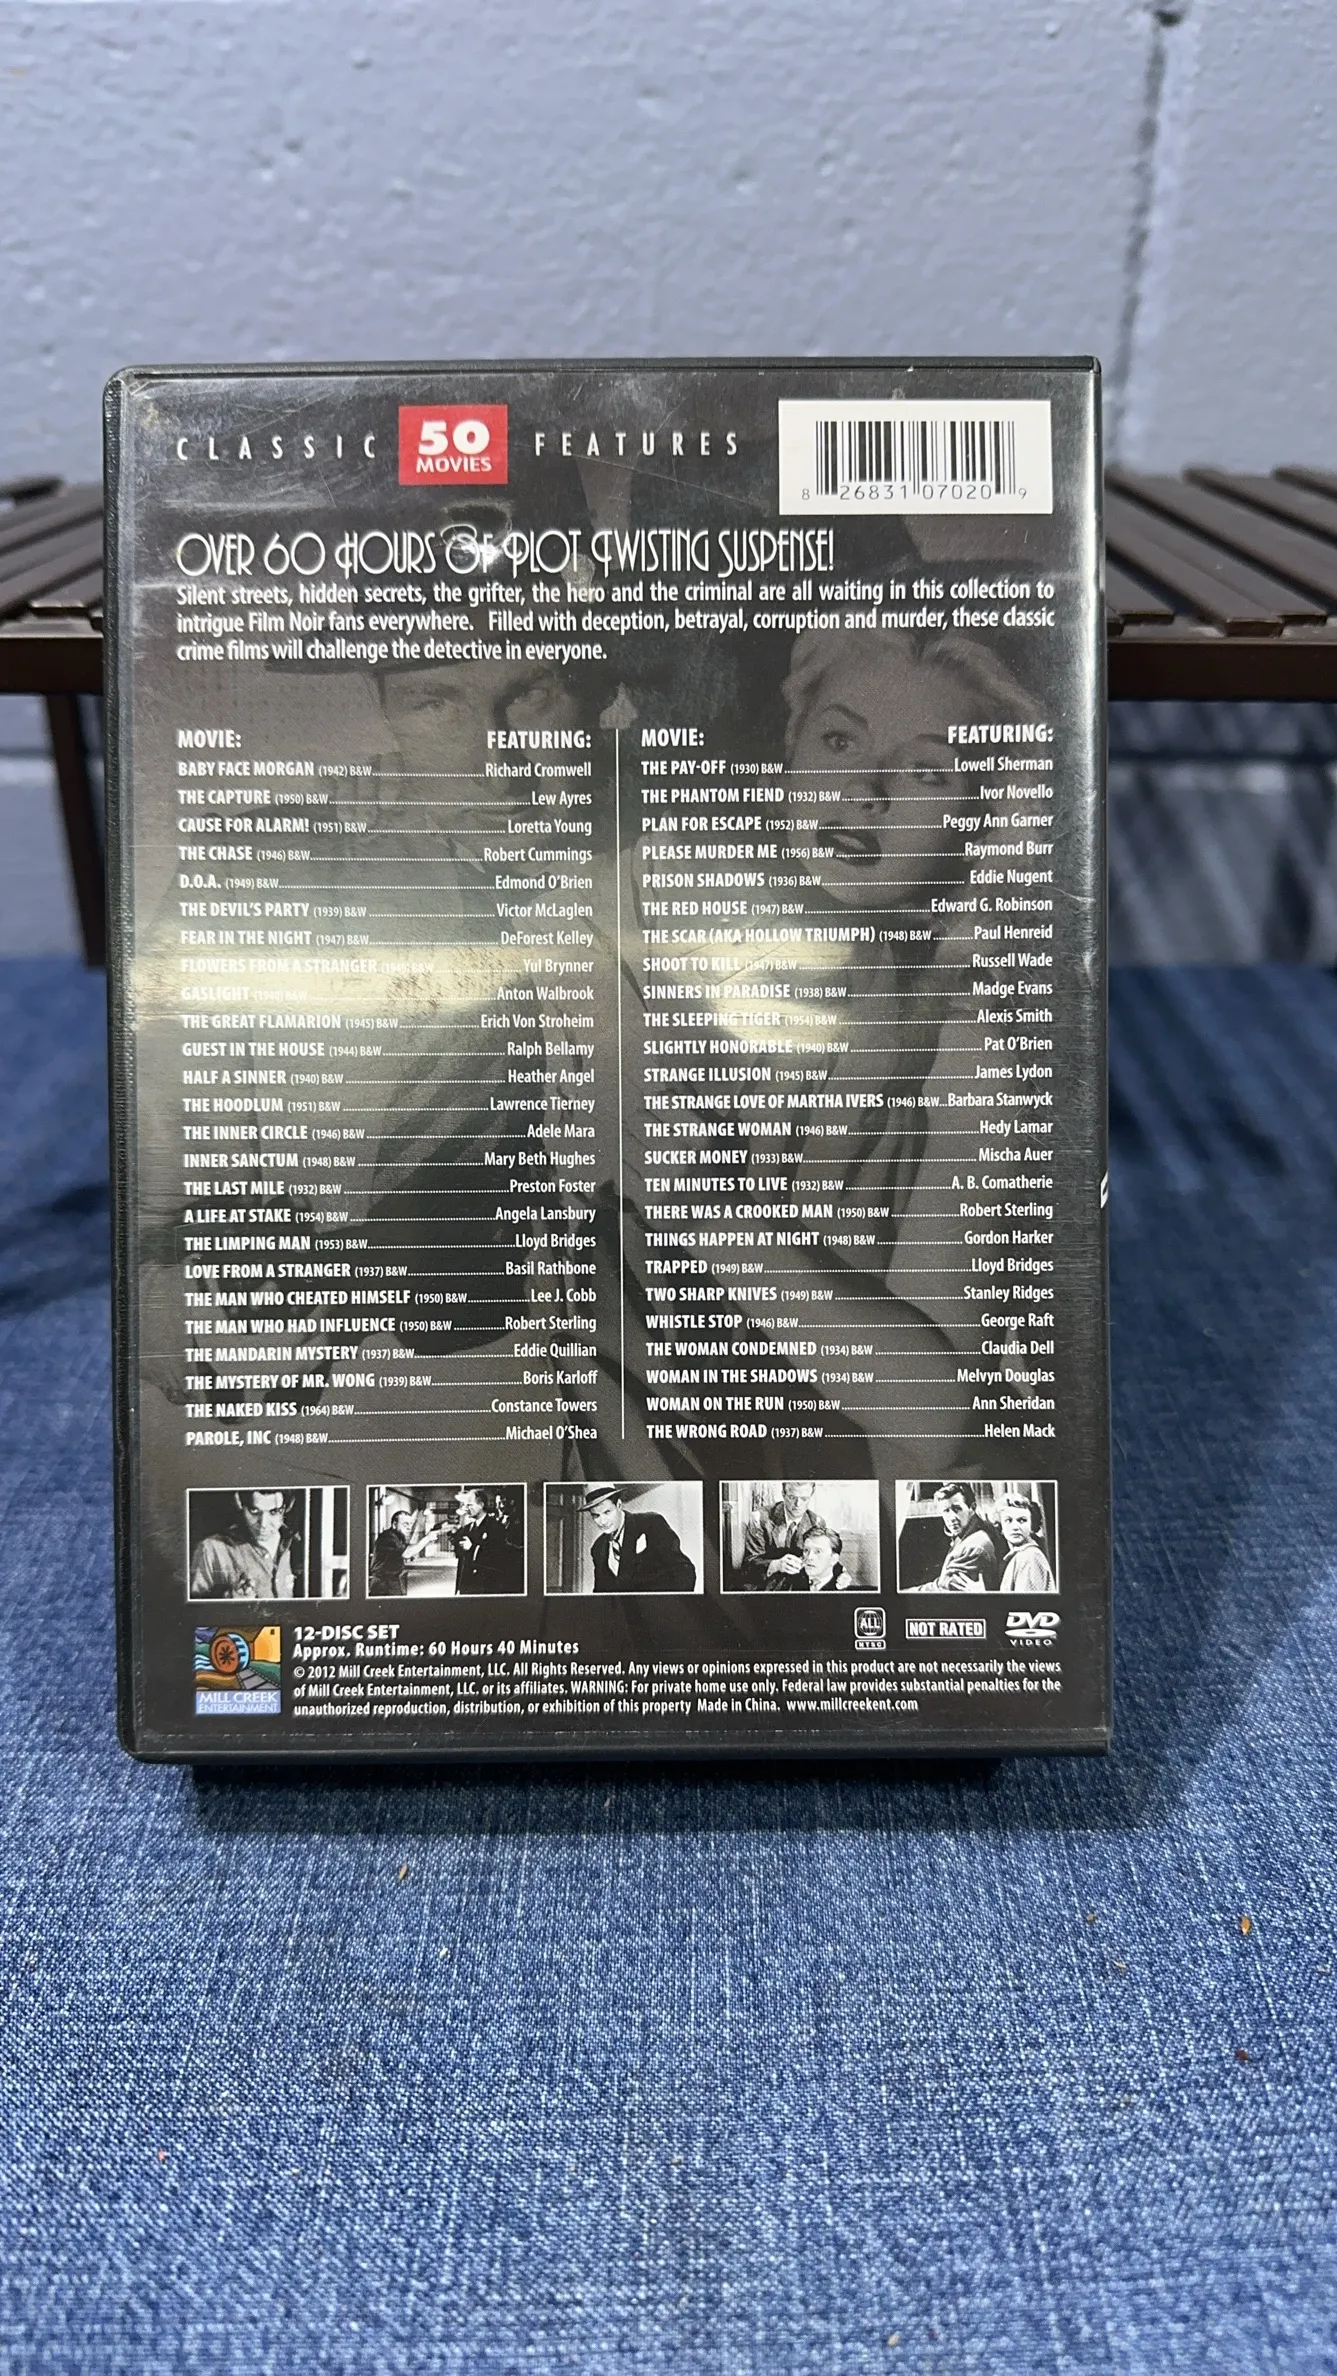 CLASSIC 50 MOVIES FEATURES
8 26831 07020 9
OVER 60 HOURS OF PLOT TWISTING SUSPENSE!
Silent streets, hidden secrets, the grifter, the hero and the criminal are all waiting in this collection to
intrigue Film Noir fans everywhere. Filled with deception, betrayal, corruption and murder, these classic
crime films will challenge the detective in everyone.
MOVIE: FEATURING:
BABY FACE MORGAN (1942) B&W Richard Cromwell
THE CAPTURE (1950) B&W Lew Ayres
CAUSE FOR ALARM! (1951) B&W Loretta Young
THE CHASE (1946) B&W Robert Cummings
D.O.A. (1949) B&W Edmond O'Brien
THE DEVIL'S PARTY (1939) B&W Victor McLaglen
FEAR IN THE NIGHT (1947) B&W DeForest Kelley
FLOWERS FROM A STRANGER B&W Yul Brynner
GASLIGHT (1940) B&W Anton Walbrook
THE GREAT FLAMARION (1945) B&W Erich Von Stroheim
GUEST IN THE HOUSE (1944) B&W Ralph Bellamy
HALF A SINNER (1940) B&W Heather Angel
THE HOODLUM (1951) B&W Lawrence Tierney
THE INNER CIRCLE (1946) B&W Adele Mara
INNER SANCTUM (1948) B&W Mary Beth Hughes
THE LAST MILE (1932) B&W Preston Foster
A LIFE AT STAKE (1954) B&W Angela Lansbury
THE LIMPING MAN (1953) B&W Lloyd Bridges
LOVE FROM A STRANGER (1937) B&W Basil Rathbone
THE MAN WHO CHEATED HIMSELF (1950) B&W Lee J. Cobb
THE MAN WHO HAD INFLUENCE (1950) B&W Robert Sterling
THE MANDARIN MYSTERY (1937) B&W Eddie Quillian
THE MYSTERY OF MR. WONG (1939) B&W Boris Karloff
THE NAKED KISS (1964) B&W Constance Towers
PAROLE, INC (1948) B&W Michael O'Shea
MOVIE: FEATURING:
THE PAY-OFF (1930) B&W Lowell Sherman
THE PHANTOM FIEND (1932) B&W Ivor Novello
PLAN FOR ESCAPE (1952) B&W Peggy Ann Garner
PLEASE MURDER ME (1956) B&W Raymond Burr
PRISON SHADOWS (1936) B&W Eddie Nugent
THE RED HOUSE (1947) B&W Edward G. Robinson
THE SCAR (AKA HOLLOW TRIUMPH) (1948) B&W Paul Henreid
SHOOT TO KILL (1947) B&W Russell Wade
SINNERS IN PARADISE (1938) B&W Madge Evans
THE SLEEPING TIGER (1954) B&W Alexis Smith
SLIGHTLY HONORABLE (1940) B&W Pat O'Brien
STRANGE ILLUSION (1945) B&W James Lydon
THE STRANGE LOVE OF MARTHA IVERS (1946) B&W Barbara Stanwyck
THE STRANGE WOMAN (1946) B&W Hedy Lamar
SUCKER MONEY (1933) B&W Mischa Auer
TEN MINUTES TO LIVE (1932) B&W A. B. Comatherie
THERE WAS A CROOKED MAN (1950) B&W Robert Sterling
THINGS HAPPEN AT NIGHT (1948) B&W Gordon Harker
TRAPPED (1949) B&W Lloyd Bridges
TWO SHARP KNIVES (1949) B&W Stanley Ridges
WHISTLE STOP (1946) B&W George Raft
THE WOMAN CONDEMNED (1934) B&W Claudia Dell
WOMAN IN THE SHADOWS (1934) B&W Melvyn Douglas
WOMAN ON THE RUN (1950) B&W Ann Sheridan
THE WRONG ROAD (1937) B&W Helen Mack
MILL CREEK
ENTERTAINMENT
12-DISC SET
Approx. Runtime: 60 Hours 40 Minutes
ALL
NTSC
NOT RATED
DVD
VIDEO
© 2012 Mill Creek Entertainment, LLC. All Rights Reserved. Any views or opinions expressed in this product are not necessarily the views
of Mill Creek Entertainment, LLC. or its affiliates. WARNING: For private home use only. Federal law provides substantial penalties for the
unauthorized reproduction, distribution, or exhibition of this property Made in China. www.millcreekent.com